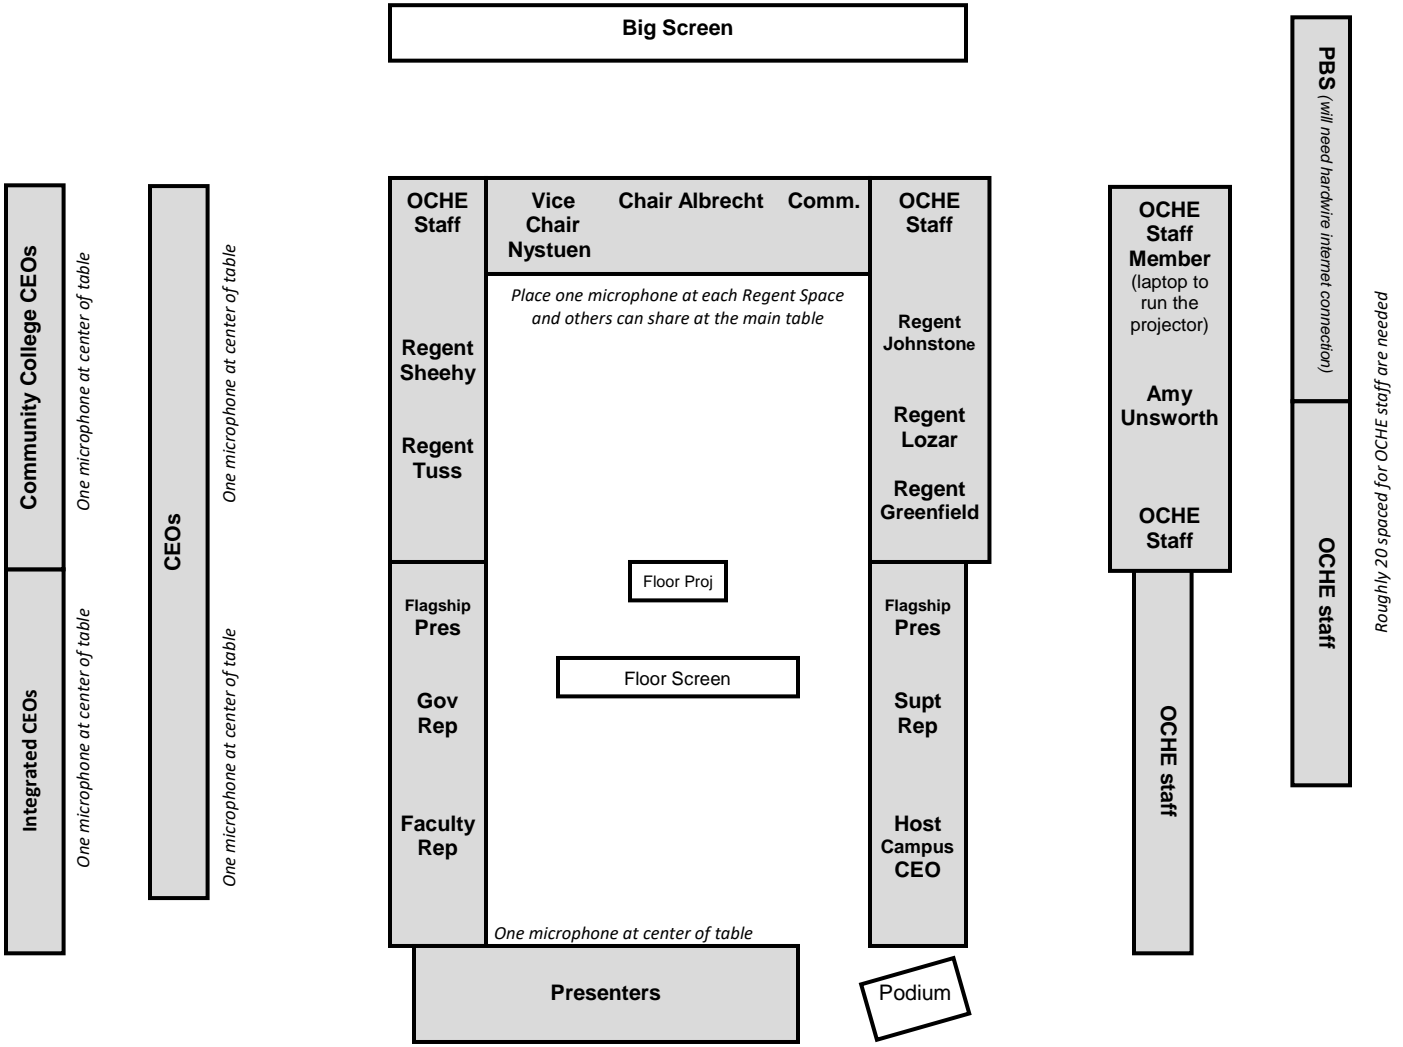 Big Screen
PBS (will need hardwire internet connection)
OCHE staff
Roughly 20 spaced for OCHE staff are needed
Community College CEOs
One microphone at center of table
Integrated CEOs
One microphone at center of table
CEOs
One microphone at center of table
One microphone at center of table
OCHE
Staff
Vice
Chair
Nystuen
Chair Albrecht
Comm.
OCHE
Staff
Place one microphone at each Regent Space
and others can share at the main table
Regent
Sheehy
Regent
Tuss
Regent
Johnstone
Regent
Lozar
Regent
Greenfield
Floor Proj
Floor Screen
Flagship
Pres
Gov
Rep
Faculty
Rep
Flagship
Pres
Supt
Rep
Host
Campus
CEO
One microphone at center of table
Presenters
Podium
OCHE
Staff
Member
(laptop to
run the
projector)
Amy
Unsworth
OCHE
Staff
OCHE staff